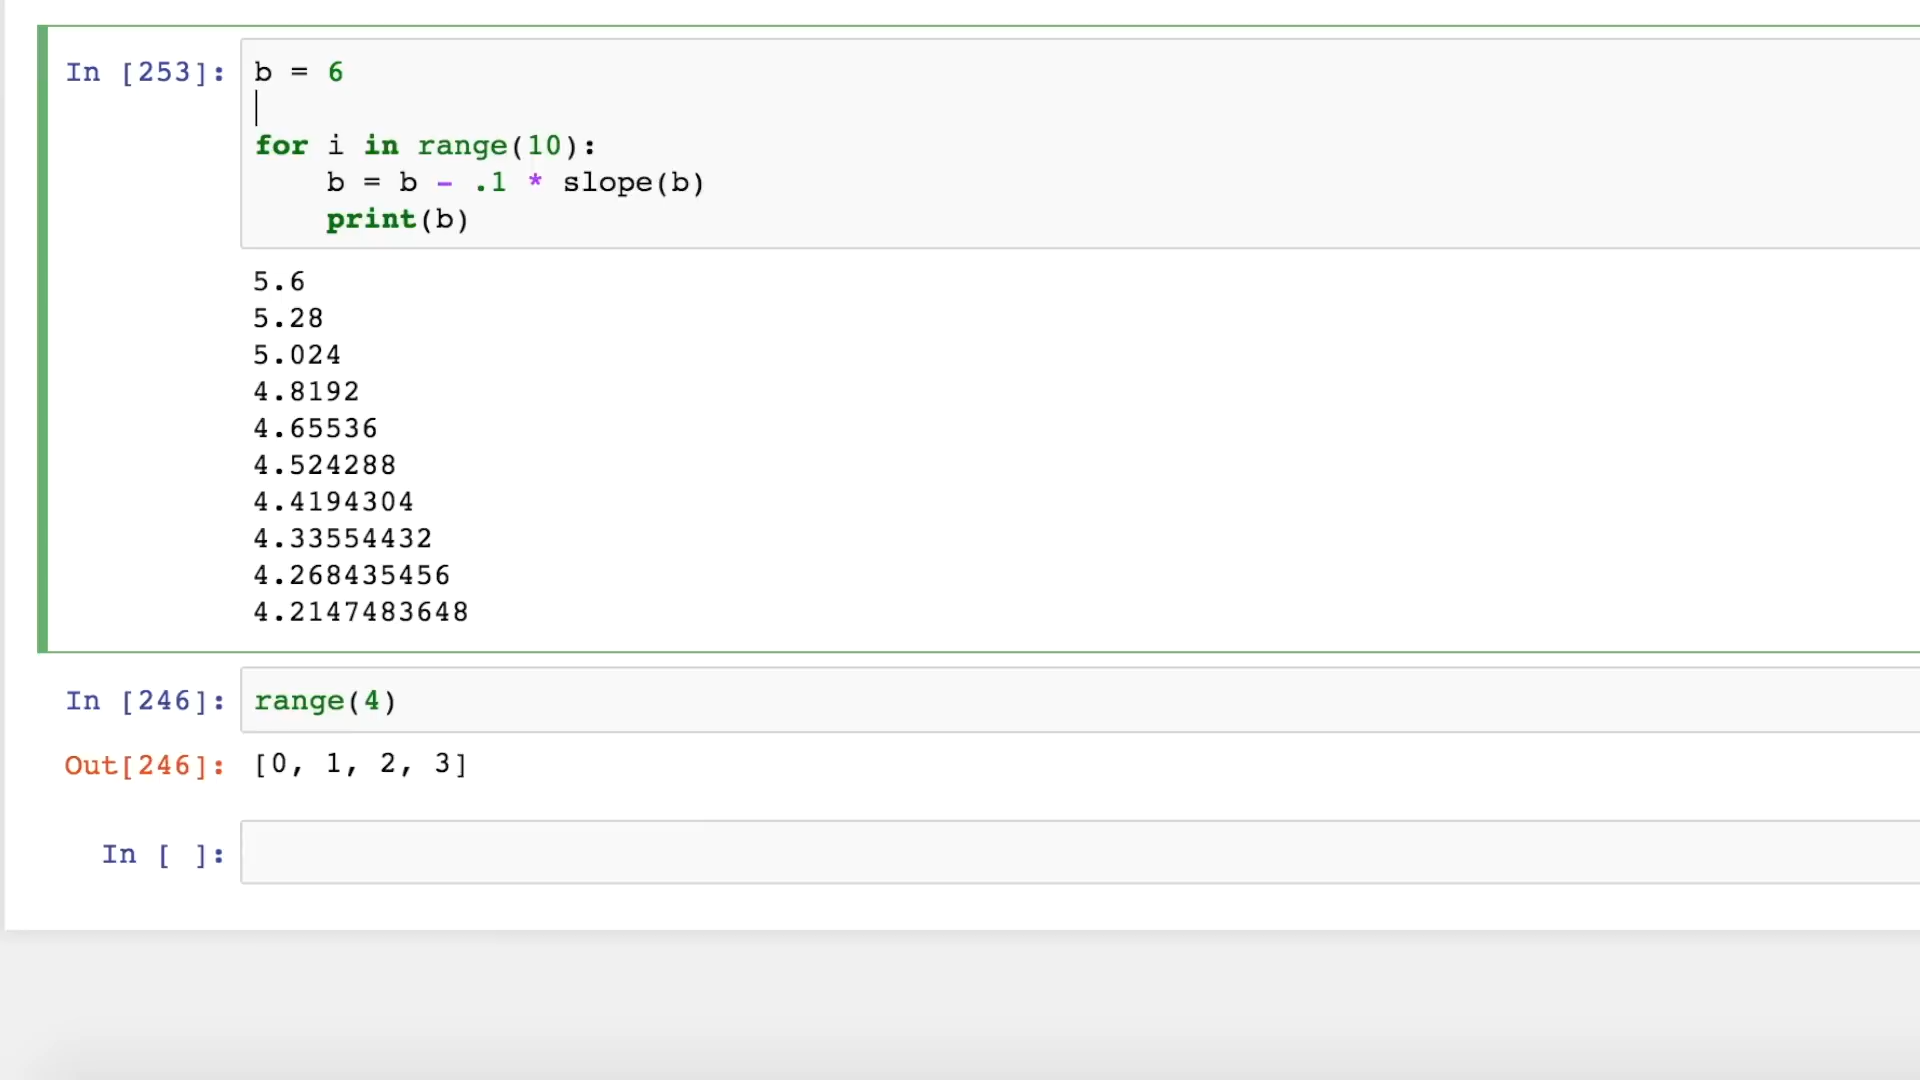 In [253]: b = 6
for i in range(10):
    b = b - .1 * slope(b)
    print(b)
5.6
5.28
5.024
4.8192
4.65536
4.524288
4.4194304
4.33554432
4.268435456
4.2147483648
In [246]: range(4)
Out[246]: [0, 1, 2, 3]
In [ ]: